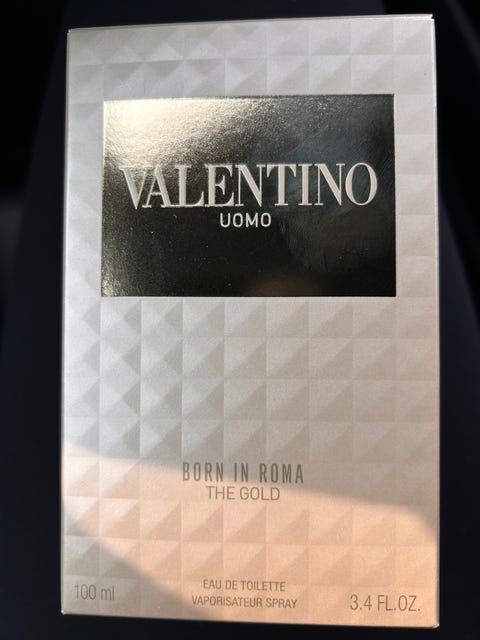 VALENTINO
UOMO
BORN IN ROMA
THE GOLD
100 ml
EAU DE TOILETTE
VAPORISATEUR SPRAY
3.4 FL.OZ.